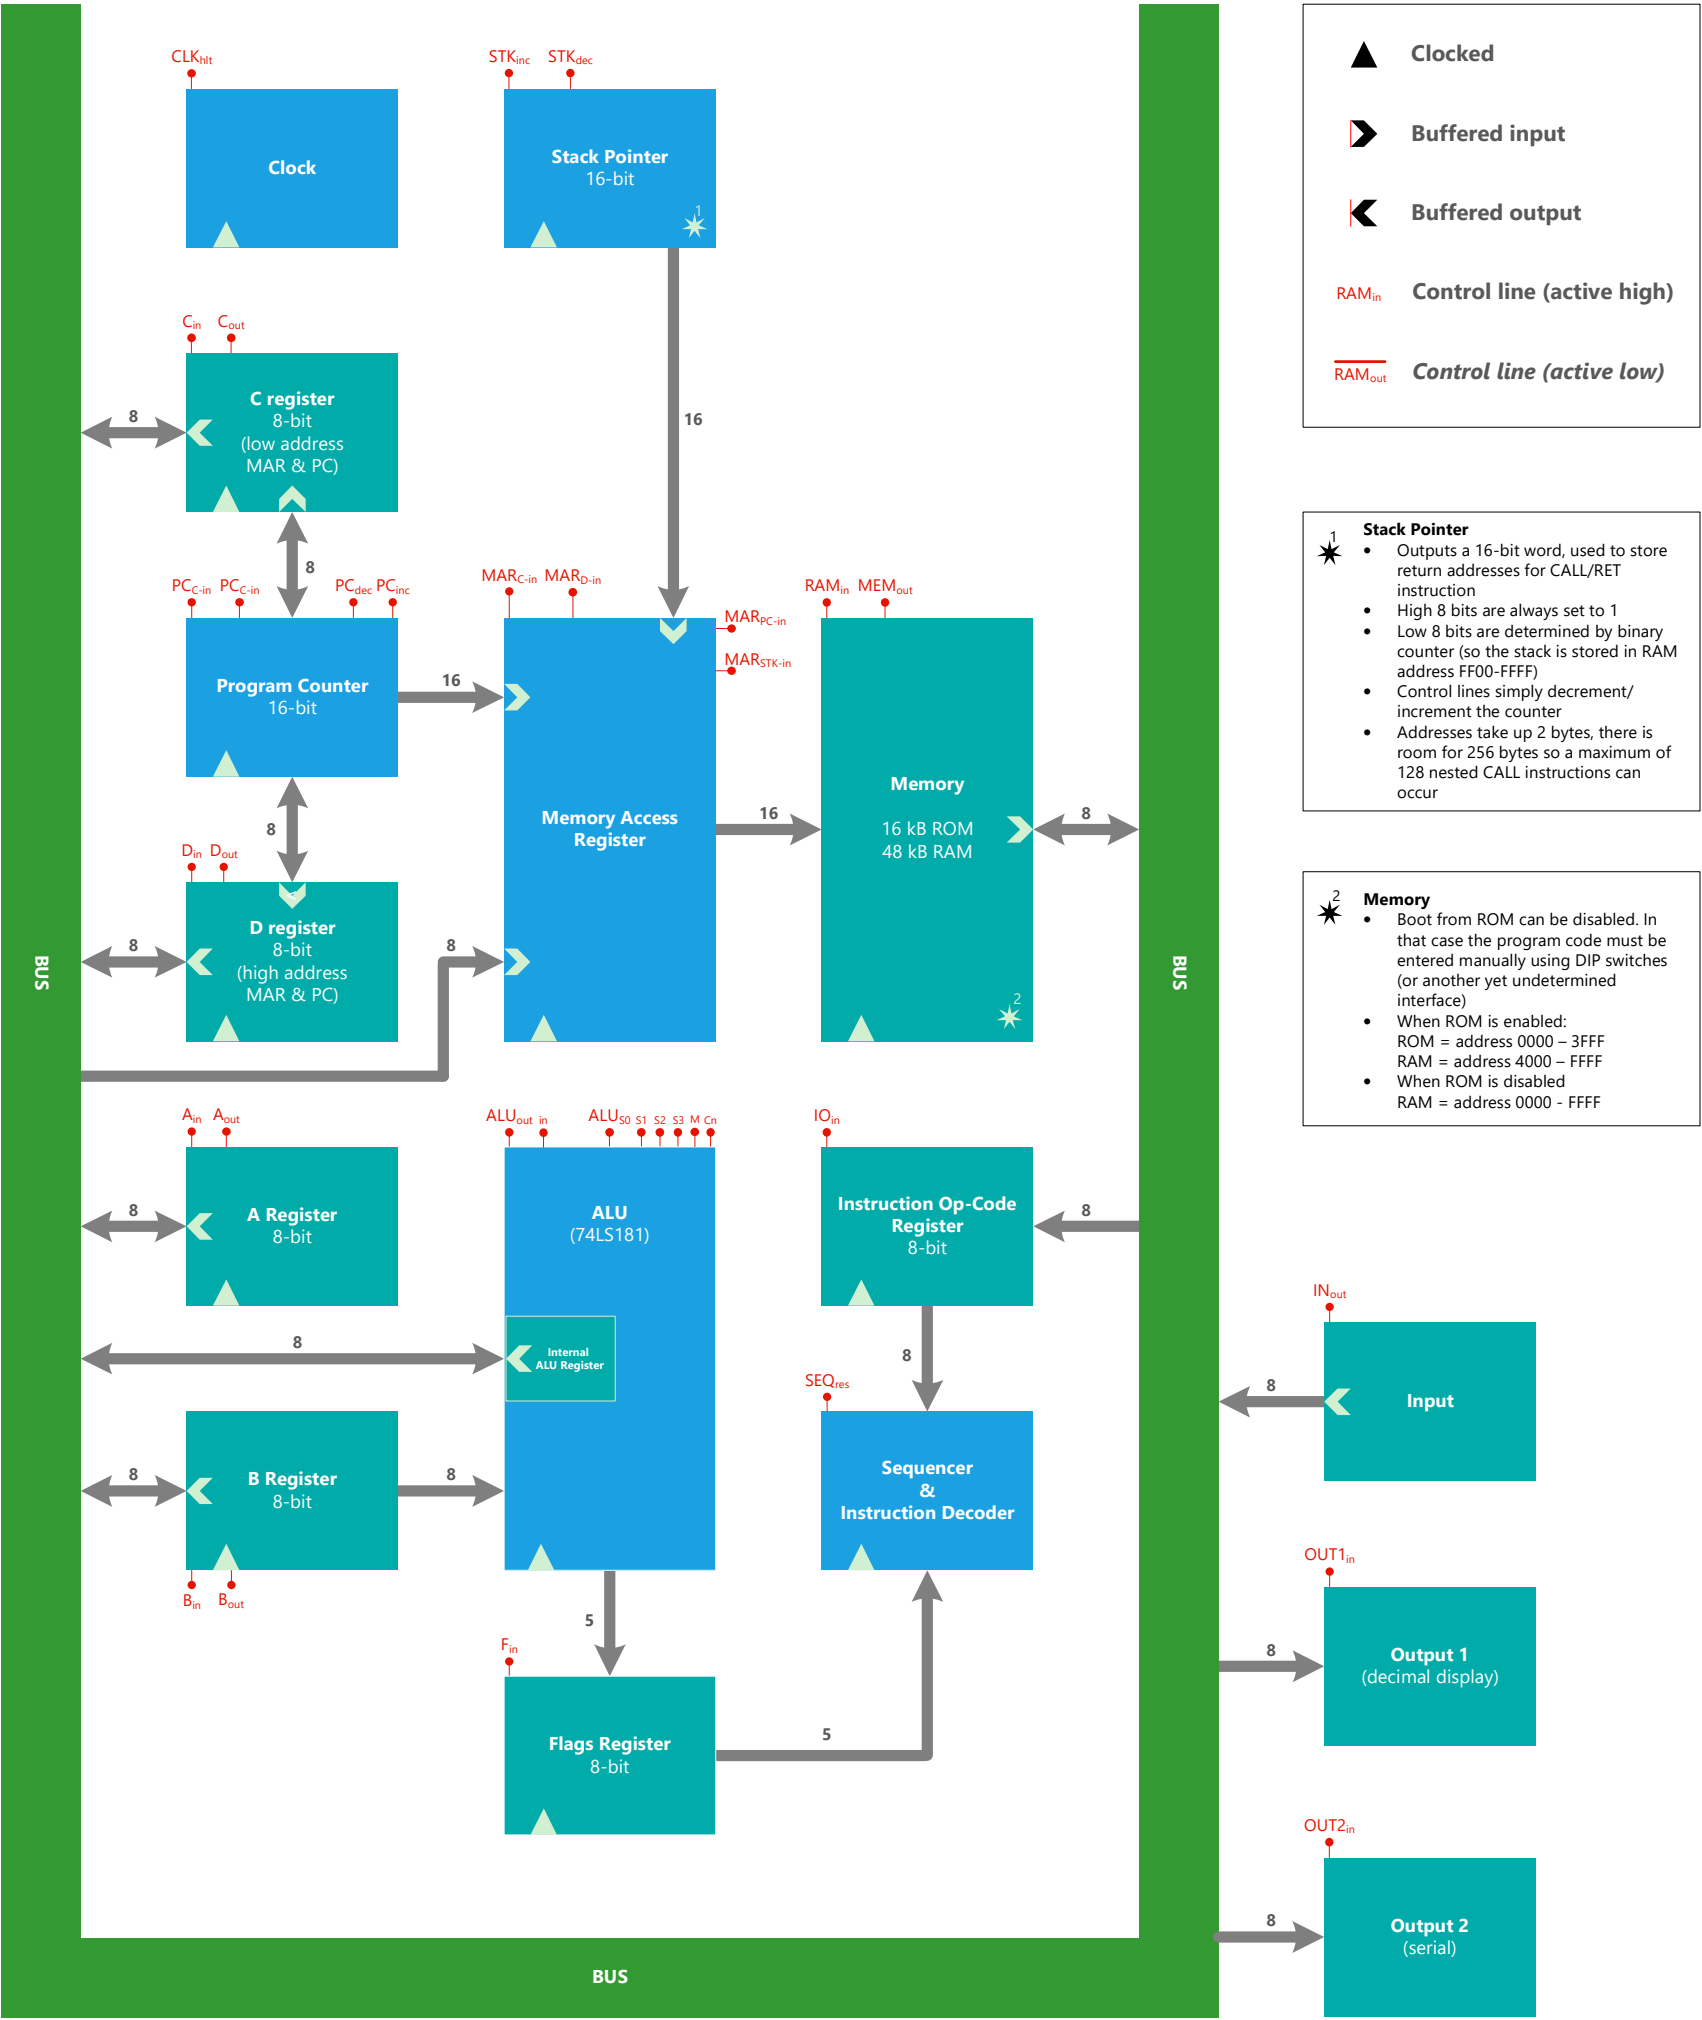 CLKhlt
STKinc STKdec
Clock
Stack Pointer
16-bit
1
Clocked
Buffered input
Buffered output
RAMin Control line (active high)
RAMout Control line (active low)
Cin Cout
C register
8-bit
(low address
MAR & PC)
8
16
8
PCC-in PCC-in PCdec PCinc
Program Counter
16-bit
16
MARC-in MARD-in
MARPC-in
MARSTK-in
Memory Access
Register
16
RAMin MEMout
Memory
16 kB ROM
48 kB RAM
2
8
8
Din Dout
D register
8-bit
(high address
MAR & PC)
8
8
BUS
BUS
1
Stack Pointer
• Outputs a 16-bit word, used to store
return addresses for CALL/RET
instruction
• High 8 bits are always set to 1
• Low 8 bits are determined by binary
counter (so the stack is stored in RAM
address FF00-FFFF)
• Control lines simply decrement/
increment the counter
• Addresses take up 2 bytes, there is
room for 256 bytes so a maximum of
128 nested CALL instructions can
occur
2
Memory
• Boot from ROM can be disabled. In
that case the program code must be
entered manually using DIP switches
(or another yet undetermined
interface)
• When ROM is enabled:
ROM = address 0000 – 3FFF
RAM = address 4000 – FFFF
• When ROM is disabled
RAM = address 0000 - FFFF
Ain Aout
A Register
8-bit
8
ALUout in ALUS0 S1 S2 S3 M Cn
ALU
(74LS181)
8
Internal
ALU Register
IOin
Instruction Op-Code
Register
8-bit
8
8
SEQres
Sequencer
&
Instruction Decoder
B Register
8-bit
8
8
Bin Bout
5
Fin
Flags Register
8-bit
5
INout
Input
8
OUT1in
Output 1
(decimal display)
8
OUT2in
Output 2
(serial)
8
BUS